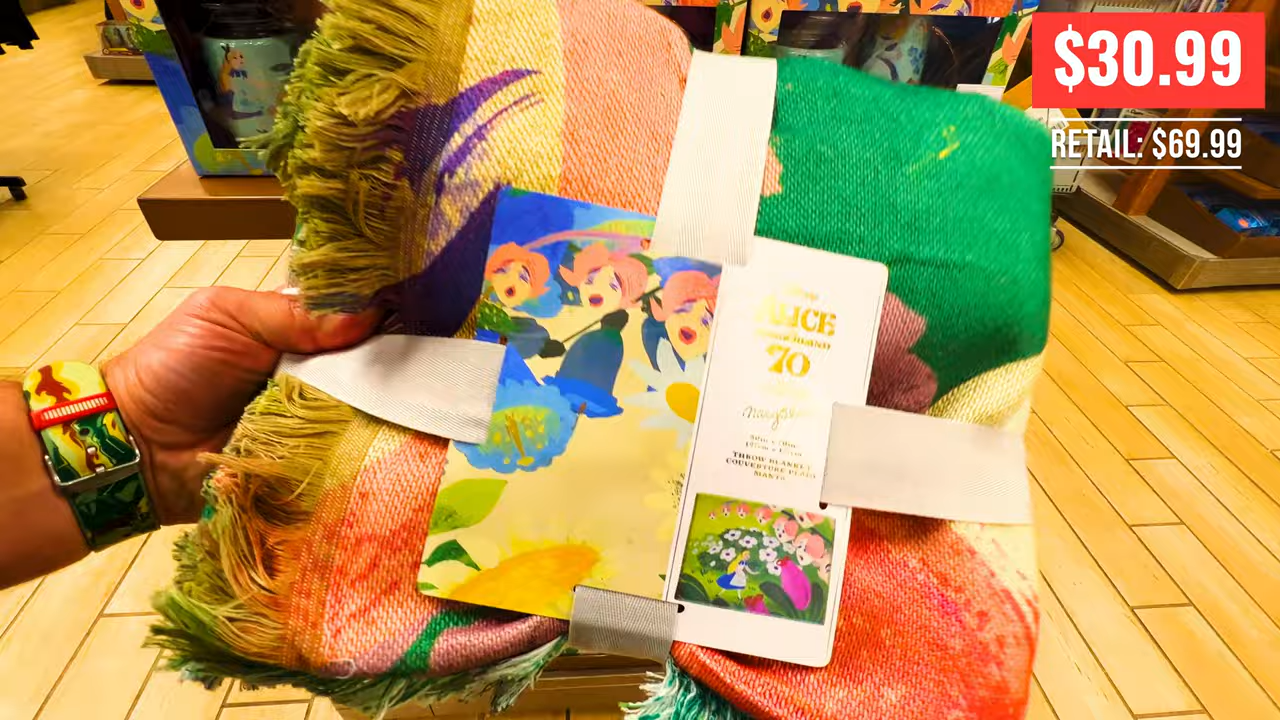 $30.99
RETAIL: $69.99
ALICE
70
THROW BLANKET
COUVERTURE PLAID
MANTA